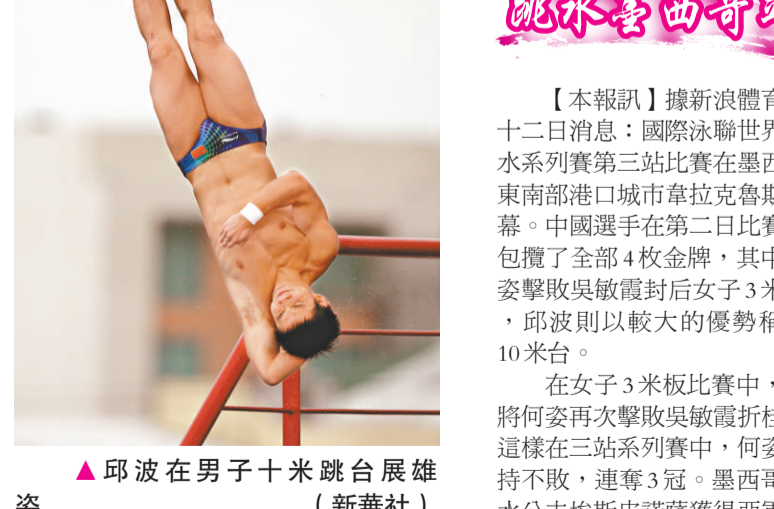 跳水臺西哥
【本報訊】據新浪體育
十二日消息：國際泳聯世界
水系列賽第三站比賽在墨西
東南部港口城市韋拉克魯斯
幕。中國選手在第二日比賽
包攬了全部4枚金牌，其中
姿擊敗吳敏霞封后女子3米
，邱波則以較大的優勢稱
10米台。
在女子3米板比賽中，
將何姿再次擊敗吳敏霞折桂
這樣在三站系列賽中，何姿
持不敗，連奪3冠。墨西哥
▲邱波在男子十米跳台展雄
姿 （新華社）